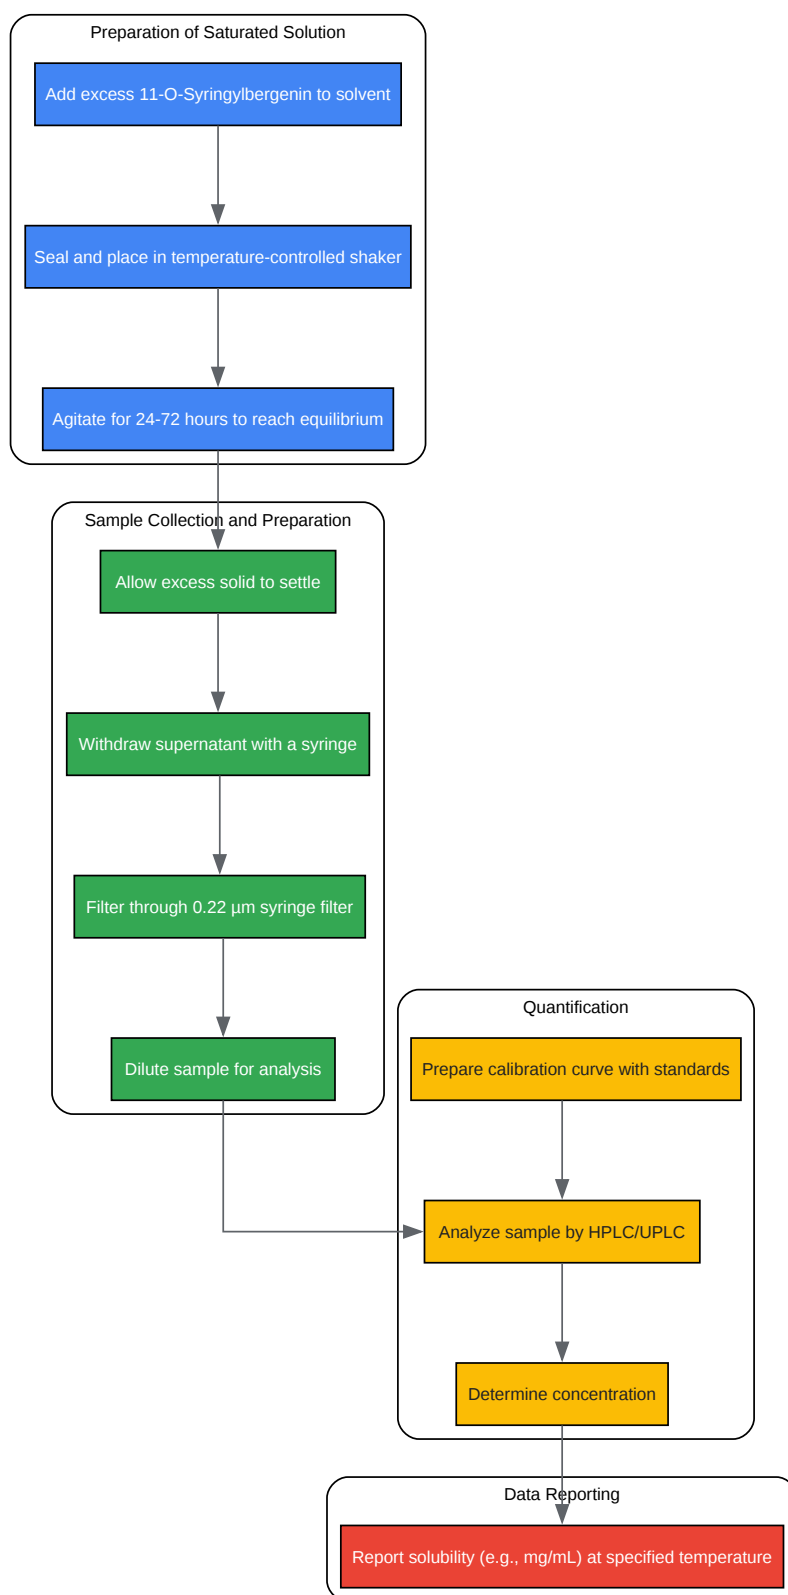 Preparation of Saturated Solution
Add excess 11-O-Syringylbergenin to solvent
Seal and place in temperature-controlled shaker
Agitate for 24-72 hours to reach equilibrium
Sample Collection and Preparation
Allow excess solid to settle
Withdraw supernatant with a syringe
Filter through 0.22 µm syringe filter
Dilute sample for analysis
Quantification
Prepare calibration curve with standards
Analyze sample by HPLC/UPLC
Determine concentration
Data Reporting
Report solubility (e.g., mg/mL) at specified temperature